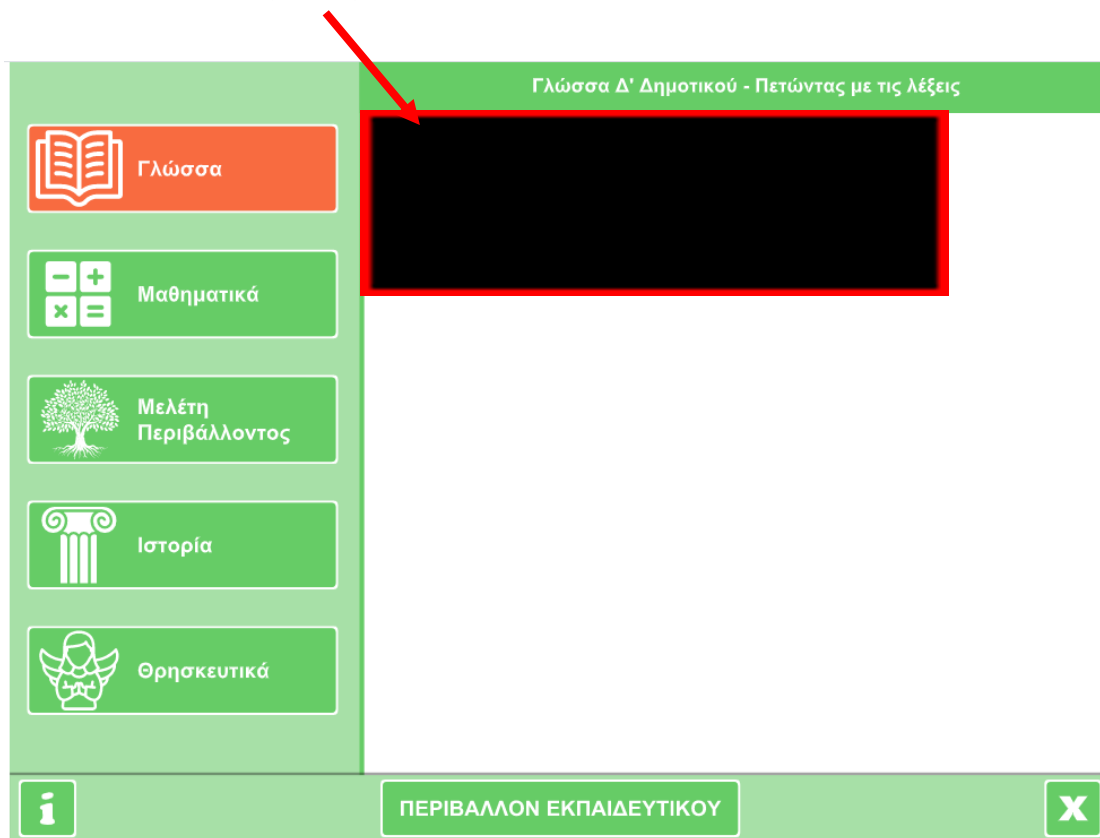 Γλώσσα Δ' Δημοτικού - Πετώντας με τις λέξεις
Γλώσσα
Μαθηματικά
Μελέτη
Περιβάλλοντος
Ιστορία
Θρησκευτικά
i
ΠΕΡΙΒΑΛΛΟΝ ΕΚΠΑΙΔΕΥΤΙΚΟΥ
X